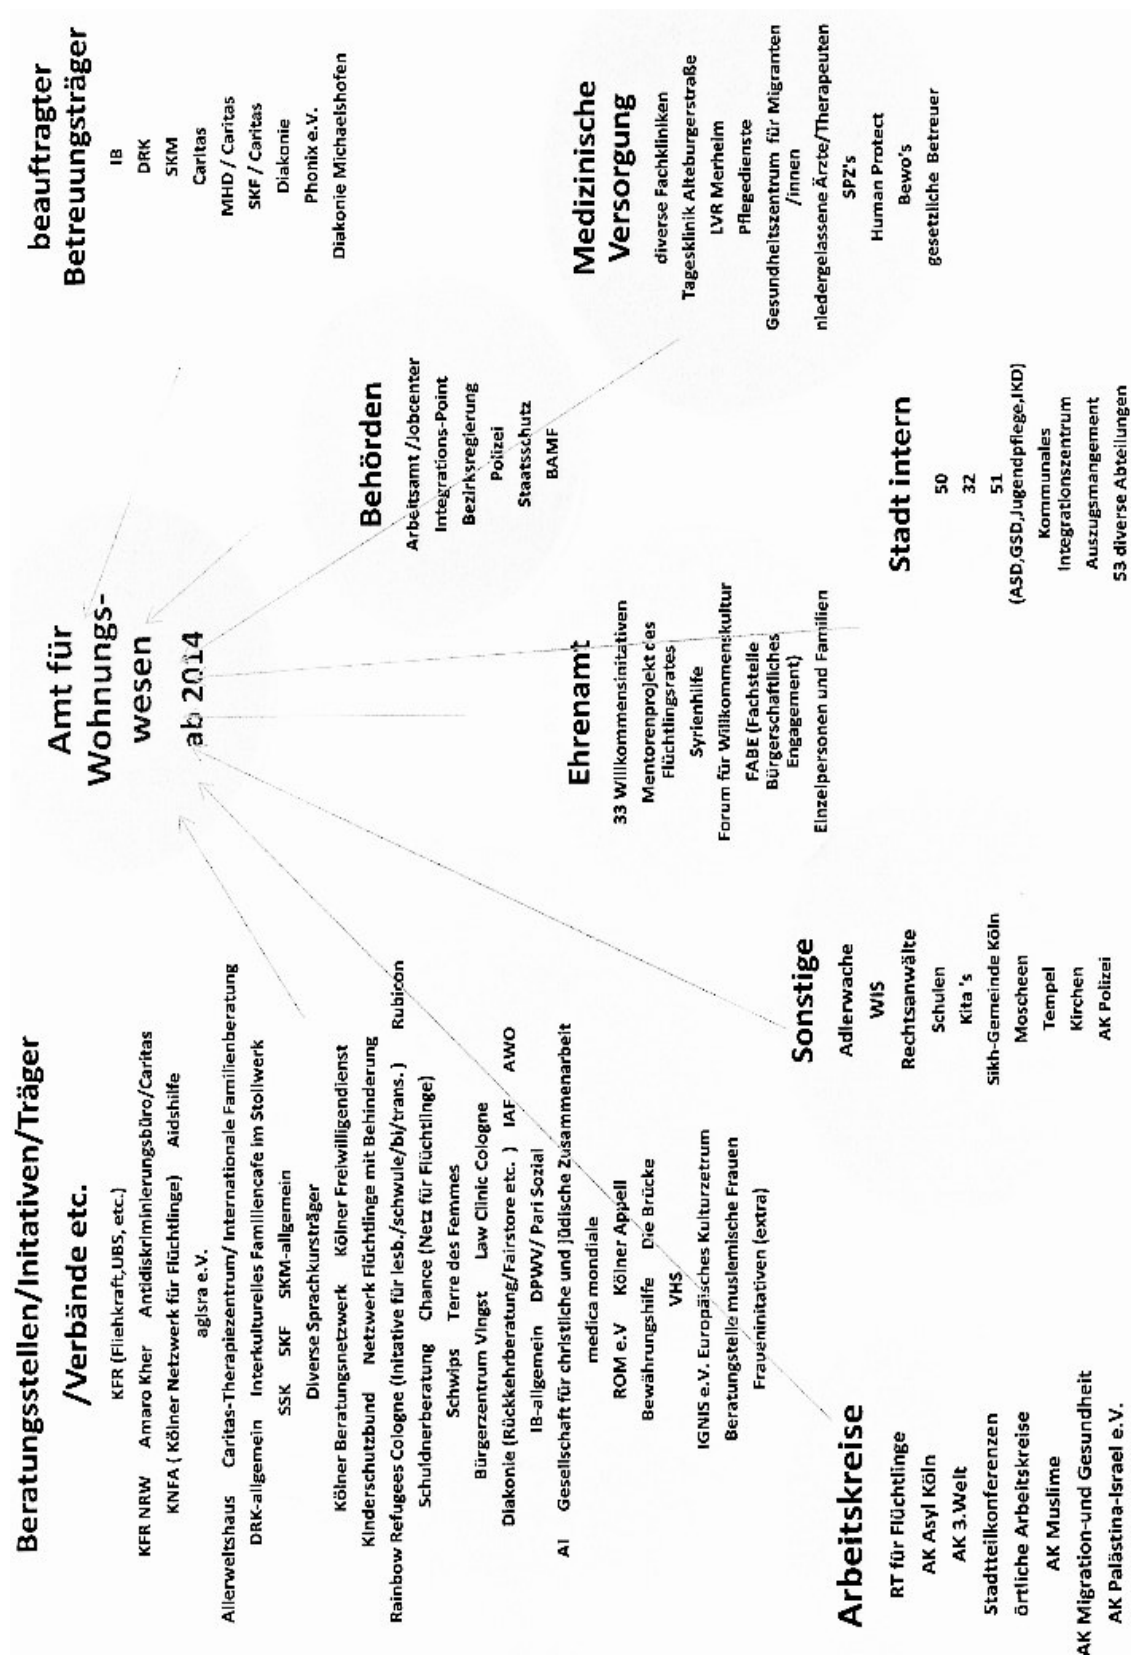 Beratungsstellen/Initativen/Träger
/Verbände etc.
KFR (Fliehkraft,UBS, etc.)
KFR NRW Amaro Kher Antidiskriminierungsbüro/Caritas
KNFA ( Kölner Netzwerk für Flüchtlinge) Aidshilfe
agisra e.V.
Allerweltshaus Caritas-Therapiezentrum/ Internationale Familienberatung
DRK-allgemein Interkulturelles Familiencafe im Stollwerk
SSK SKF SKM-allgemein
Diverse Sprachkursträger
Kölner Beratungsnetzwerk Kölner Freiwilligendienst
Kinderschutzbund Netzwerk Flüchtlinge mit Behinderung
Rainbow Refugees Cologne (Initative für lesb./schwule/bi/trans. ) Rubicon
Schuldnerberatung Chance (Netz für Flüchtlinge)
Schwips Terre des Femmes
Bürgerzentrum Vingst Law Clinic Cologne
Diakonie (Rückkehrberatung/Fairstore etc. ) IAF AWO
IB-allgemein DPWV/ Pari Sozial
AI Gesellschaft für christliche und jüdische Zusammenarbeit
medica mondiale
ROM e.V Kölner Appell
Bewährungshilfe Die Brücke
VHS
IGNIS e.V. Europäisches Kulturzetrum
Beratungstelle muslemische Frauen
Fraueninitativen (extra)
Amt für
Wohnungs-
wesen
ab 2014
beauftragter
Betreuungsträger
IB
DRK
SKM
Caritas
MHD / Caritas
SKF / Caritas
Diakonie
Phonix e.V.
Diakonie Michaelshofen
Behörden
Arbeitsamt /Jobcenter
Integrations-Point
Bezirksregierung
Polizei
Staatsschutz
BAMF
Medizinische
Versorgung
diverse Fachkliniken
Tagesklinik Alteburgerstraße
LVR Merheim
Pflegedienste
Gesundheitszentrum für Migranten
/innen
niedergelassene Ärzte/Therapeuten
SPZ's
Human Protect
Bewo's
gesetzliche Betreuer
Ehrenamt
33 Willkommensinitativen
Mentorenprojekt des
Flüchtlingsrates
Syrienhilfe
Forum für Willkommenskultur
FABE (Fachstelle
Bürgerschaftliches
Engagement)
Einzelpersonen und Familien
Stadt intern
50
32
51
(ASD,GSD,Jugendpflege,IKD)
Kommunales
Integrationszentrum
Auszugsmangement
53 diverse Abteilungen
Sonstige
Adlerwache
WIS
Rechtsanwälte
Schulen
Kita 's
Sikh-Gemeinde Köln
Moscheen
Tempel
Kirchen
AK Polizei
Arbeitskreise
RT für Flüchtlinge
AK Asyl Köln
AK 3.Welt
Stadtteilkonferenzen
örtliche Arbeitskreise
AK Muslime
AK Migration-und Gesundheit
AK Palästina-Israel e.V.